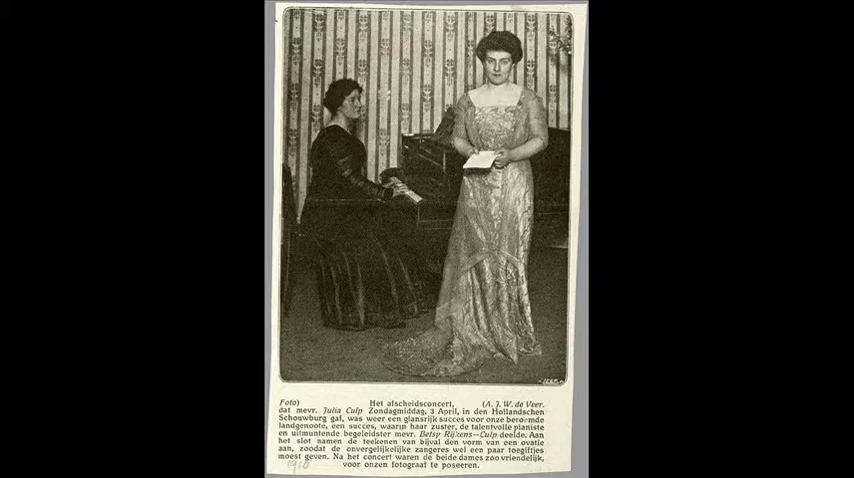 Foto) Het afscheidsconcert, (A. J. W. de Veer.
dat mevr. Julia Culp Zondagmiddag, 3 April, in den Hollandschen
Schouwburg gaf, was weer een glansrijk succes voor onze beroemde
landgenoote, een succes, waarin haar zuster, de talentvolle pianiste
en uitmuntende begeleidster mevr. Betsy Rijkens—Culp deelde. Aan
het slot namen de teekenen van bijval den vorm van een ovatie
aan, zoodat de onvergelijkelijke zangeres wel een paar toegiftjes
moest geven. Na het concert waren de beide dames zoo vriendelijk,
voor onzen fotograaf te poseeren.
1910